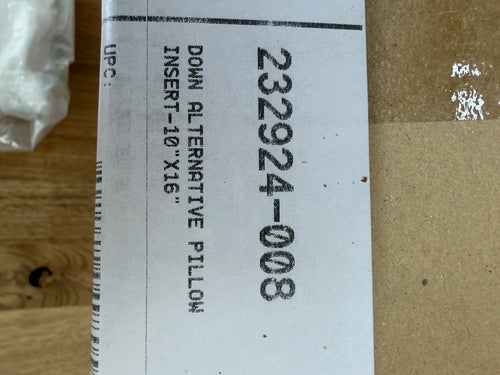 232924-008
DOWN ALTERNATIVE PILLOW
INSERT-10"X16"
UPC: